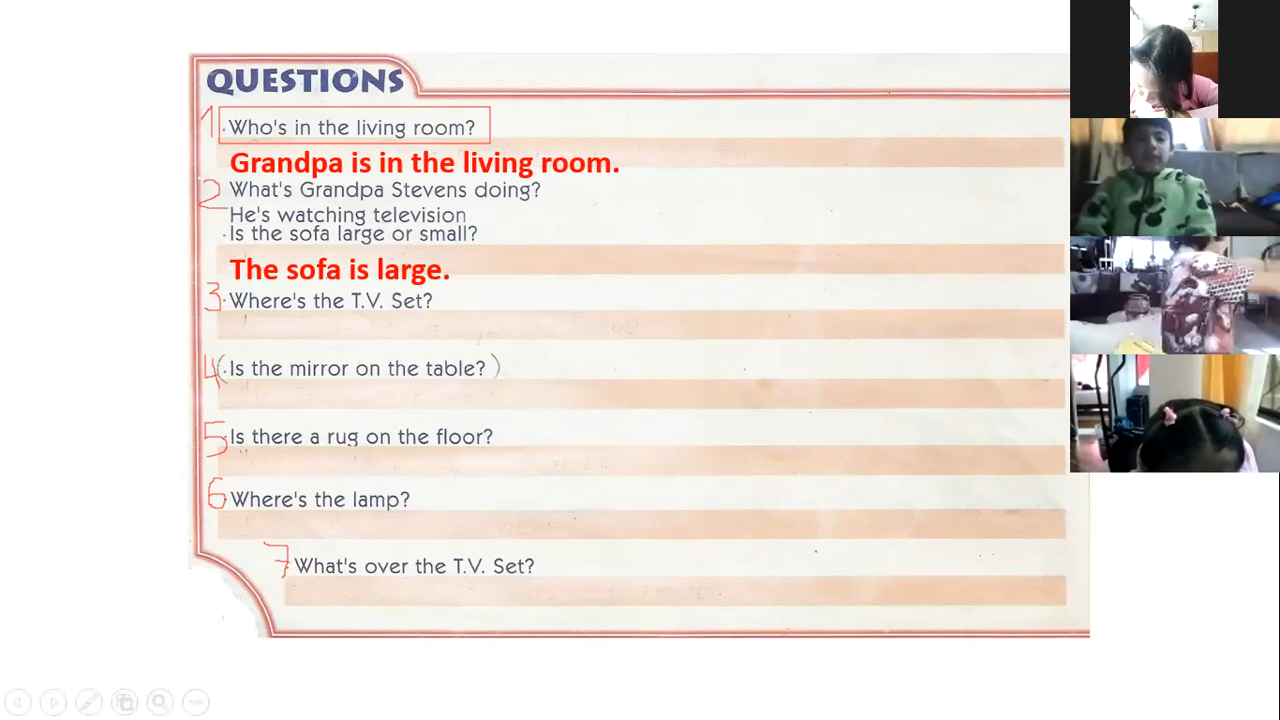 QUESTIONS
1 · Who's in the living room?
Grandpa is in the living room.
2 What's Grandpa Stevens doing?
He's watching television
· Is the sofa large or small?
The sofa is large.
3 · Where's the T.V. Set?
4 (· Is the mirror on the table? )
5 · Is there a rug on the floor?
6 Where's the lamp?
7 What's over the T.V. Set?